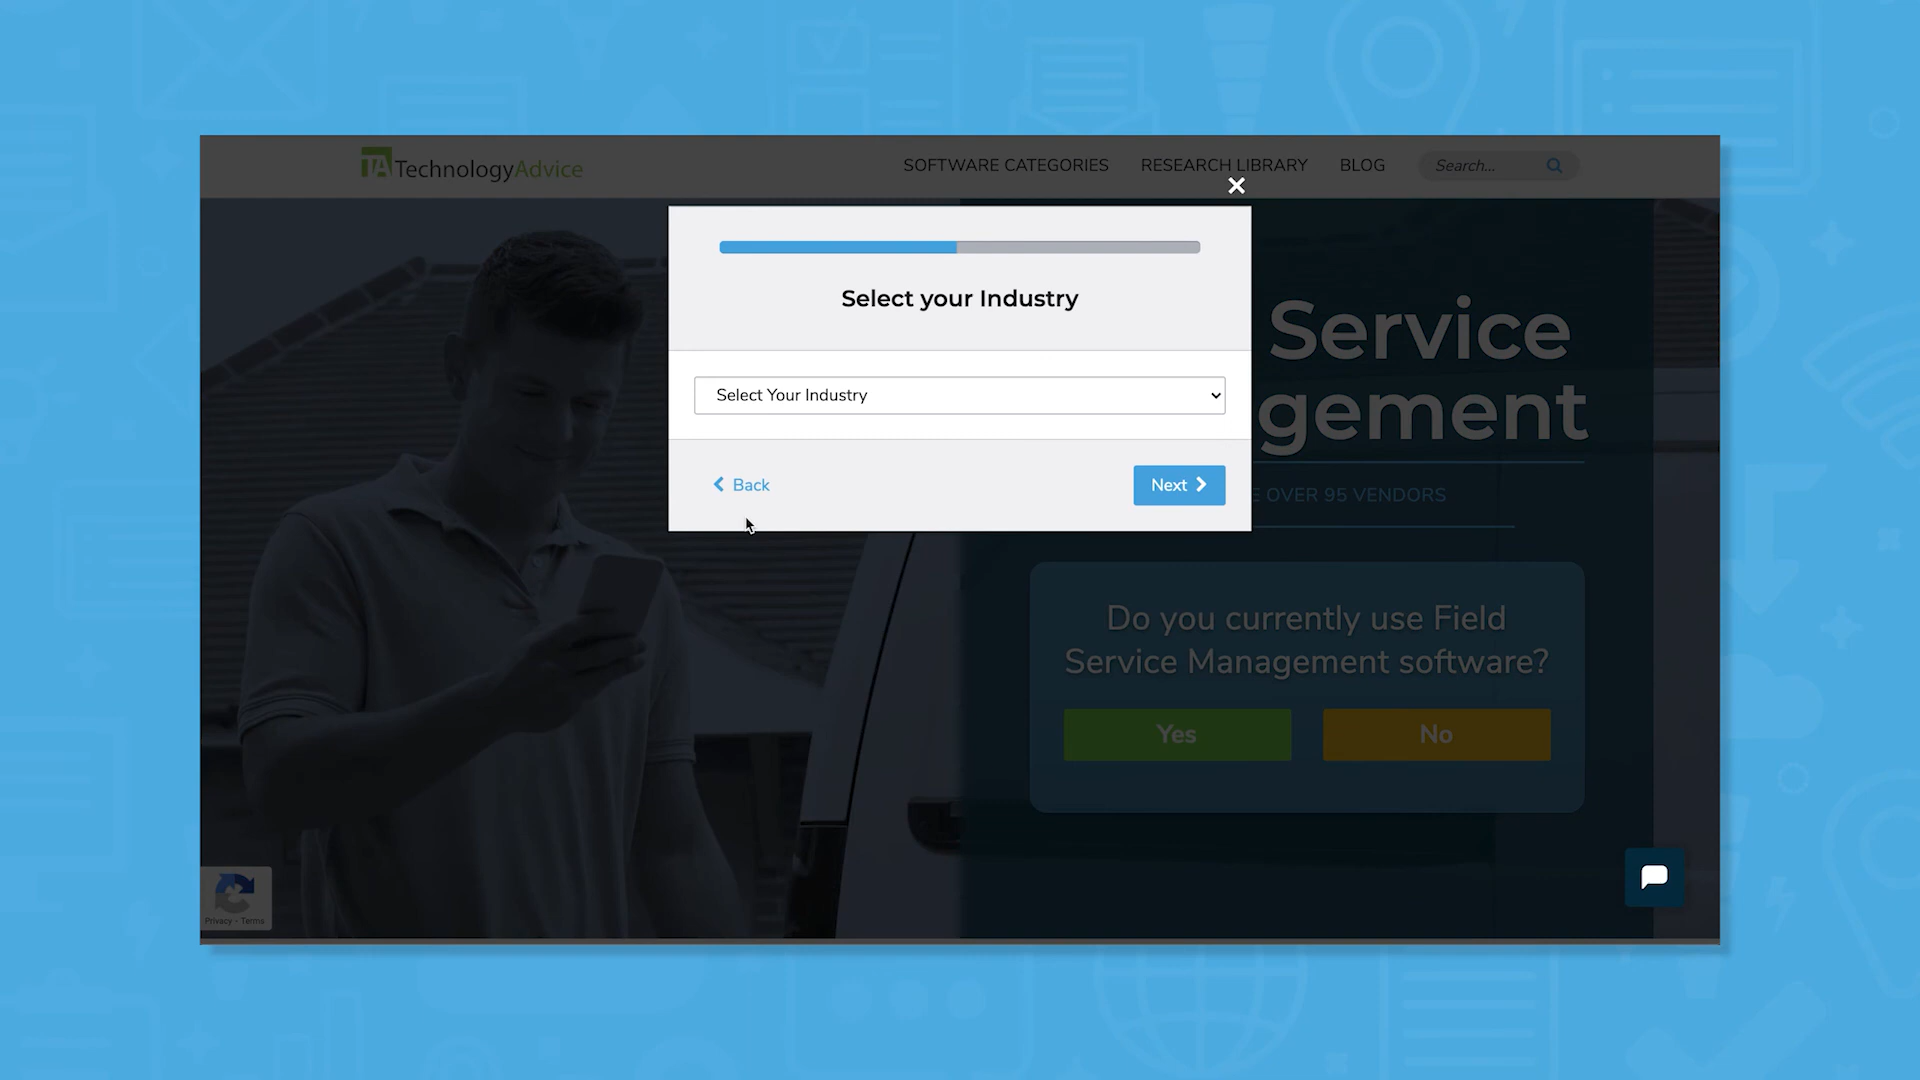 TA TechnologyAdvice
SOFTWARE CATEGORIES
RESEARCH LIBRARY
BLOG
Search...
Select your Industry
Select Your Industry
Back
Next
Service
gement
E OVER 95 VENDORS
Do you currently use Field
Service Management software?
Yes
No
Privacy - Terms